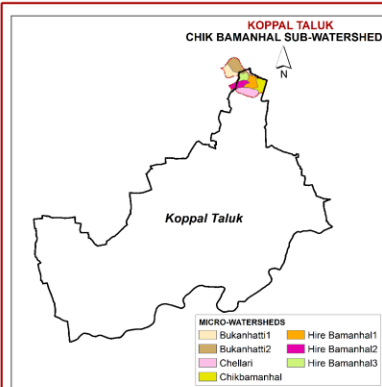 KOPPAL TALUK
CHIK BAMANHAL SUB-WATERSHED
N
Koppal Taluk
MICRO-WATERSHEDS
Bukanhatti1
Bukanhatti2
Chellari
Chikbamanhal
Hire Bamanhal1
Hire Bamanhal2
Hire Bamanhal3